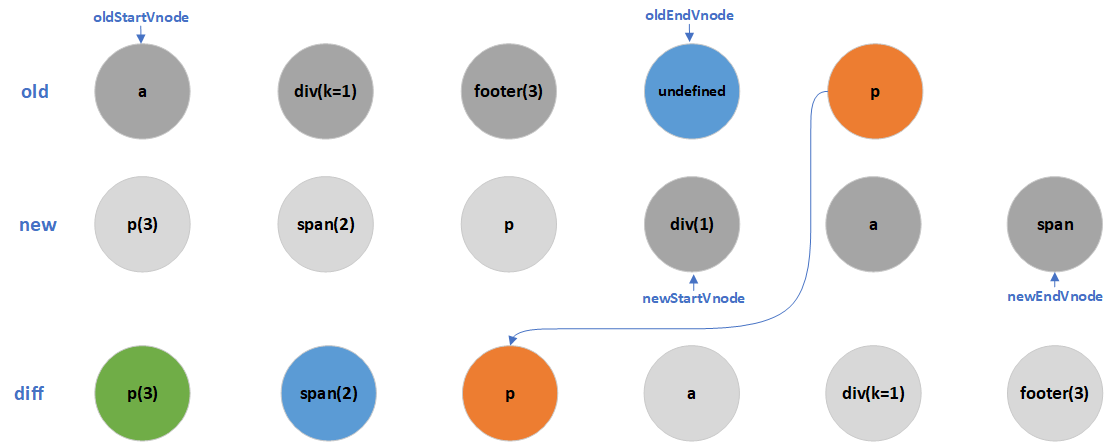 oldStartVnode oldEndVnode
old a div(k=1) footer(3) undefined p
new p(3) span(2) p div(1) a span
newStartVnode newEndVnode
diff p(3) span(2) p a div(k=1) footer(3)